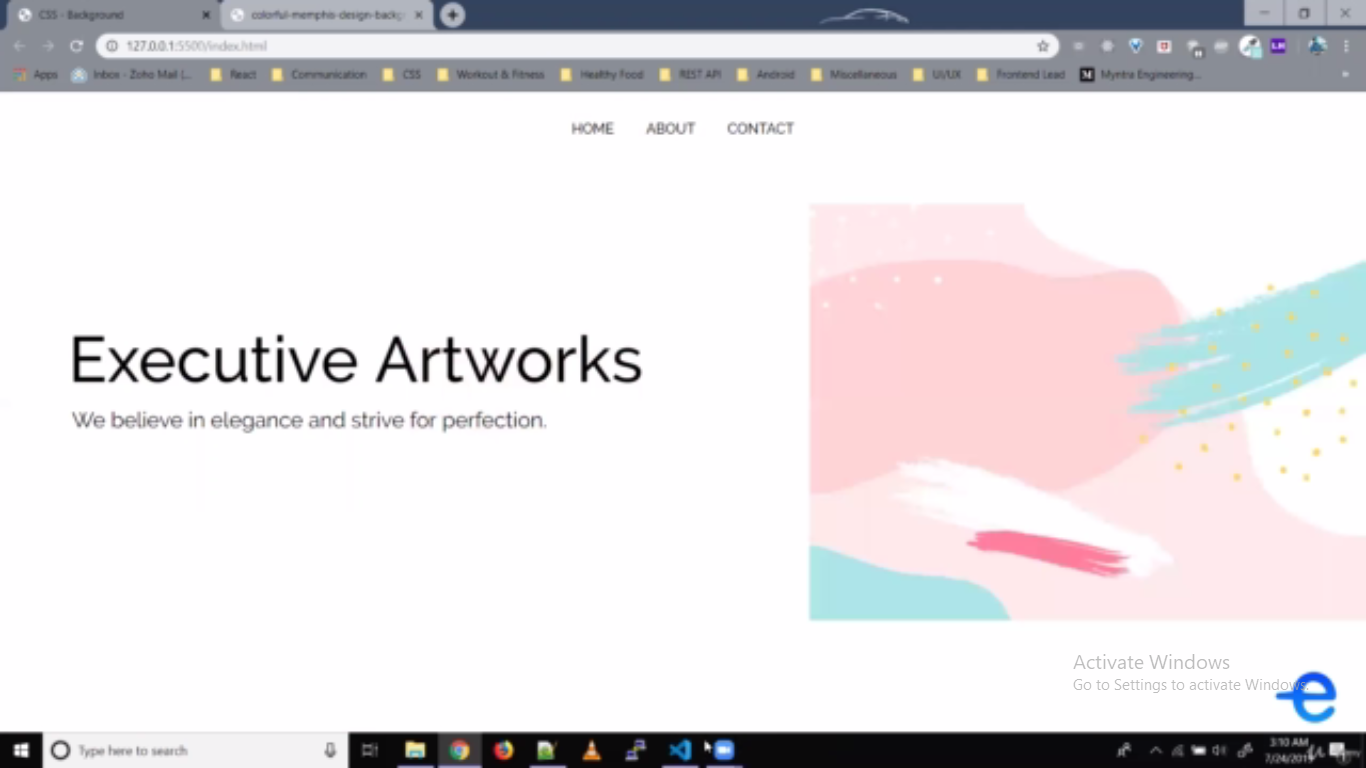 CSS - Background
colorful-memphis-design-backg
127.0.0.1:5500/index.html
Apps Inbox - Zoho Mail (... React Communication CSS Workout & Fitness Healthy Food REST API Android Miscellaneous UI/UX Frontend Lead M Myntra Engineering...
HOME ABOUT CONTACT
Executive Artworks
We believe in elegance and strive for perfection.
Activate Windows
Go to Settings to activate Windows.
Type here to search
3:10 AM